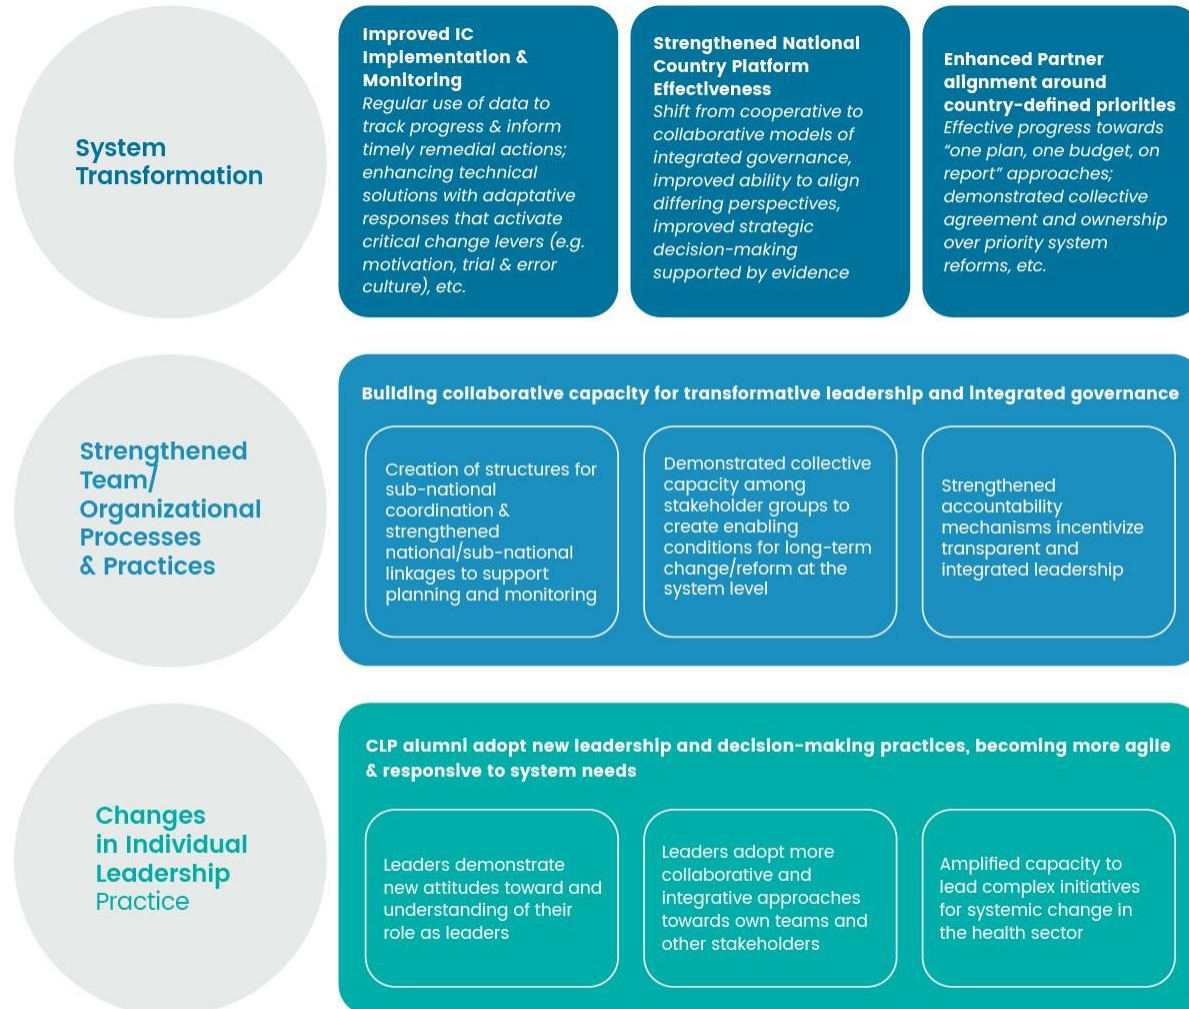 System
Transformation
Improved IC
Implementation &
Monitoring
Regular use of data to
track progress & inform
timely remedial actions;
enhancing technical
solutions with adaptative
responses that activate
critical change levers (e.g.
motivation, trial & error
culture), etc.
Strengthened National
Country Platform
Effectiveness
Shift from cooperative to
collaborative models of
integrated governance,
improved ability to align
differing perspectives,
improved strategic
decision-making
supported by evidence
Enhanced Partner
alignment around
country-defined priorities
Effective progress towards
“one plan, one budget, on
report” approaches;
demonstrated collective
agreement and ownership
over priority system
reforms, etc.
Strengthened
Team/
Organizational
Processes
& Practices
Building collaborative capacity for transformative leadership and integrated governance
Creation of structures for
sub-national
coordination &
strengthened
national/sub-national
linkages to support
planning and monitoring
Demonstrated collective
capacity among
stakeholder groups to
create enabling
conditions for long-term
change/reform at the
system level
Strengthened
accountability
mechanisms incentivize
transparent and
integrated leadership
Changes
in Individual
Leadership
Practice
CLP alumni adopt new leadership and decision-making practices, becoming more agile
& responsive to system needs
Leaders demonstrate
new attitudes toward and
understanding of their
role as leaders
Leaders adopt more
collaborative and
integrative approaches
towards own teams and
other stakeholders
Amplified capacity to
lead complex initiatives
for systemic change in
the health sector